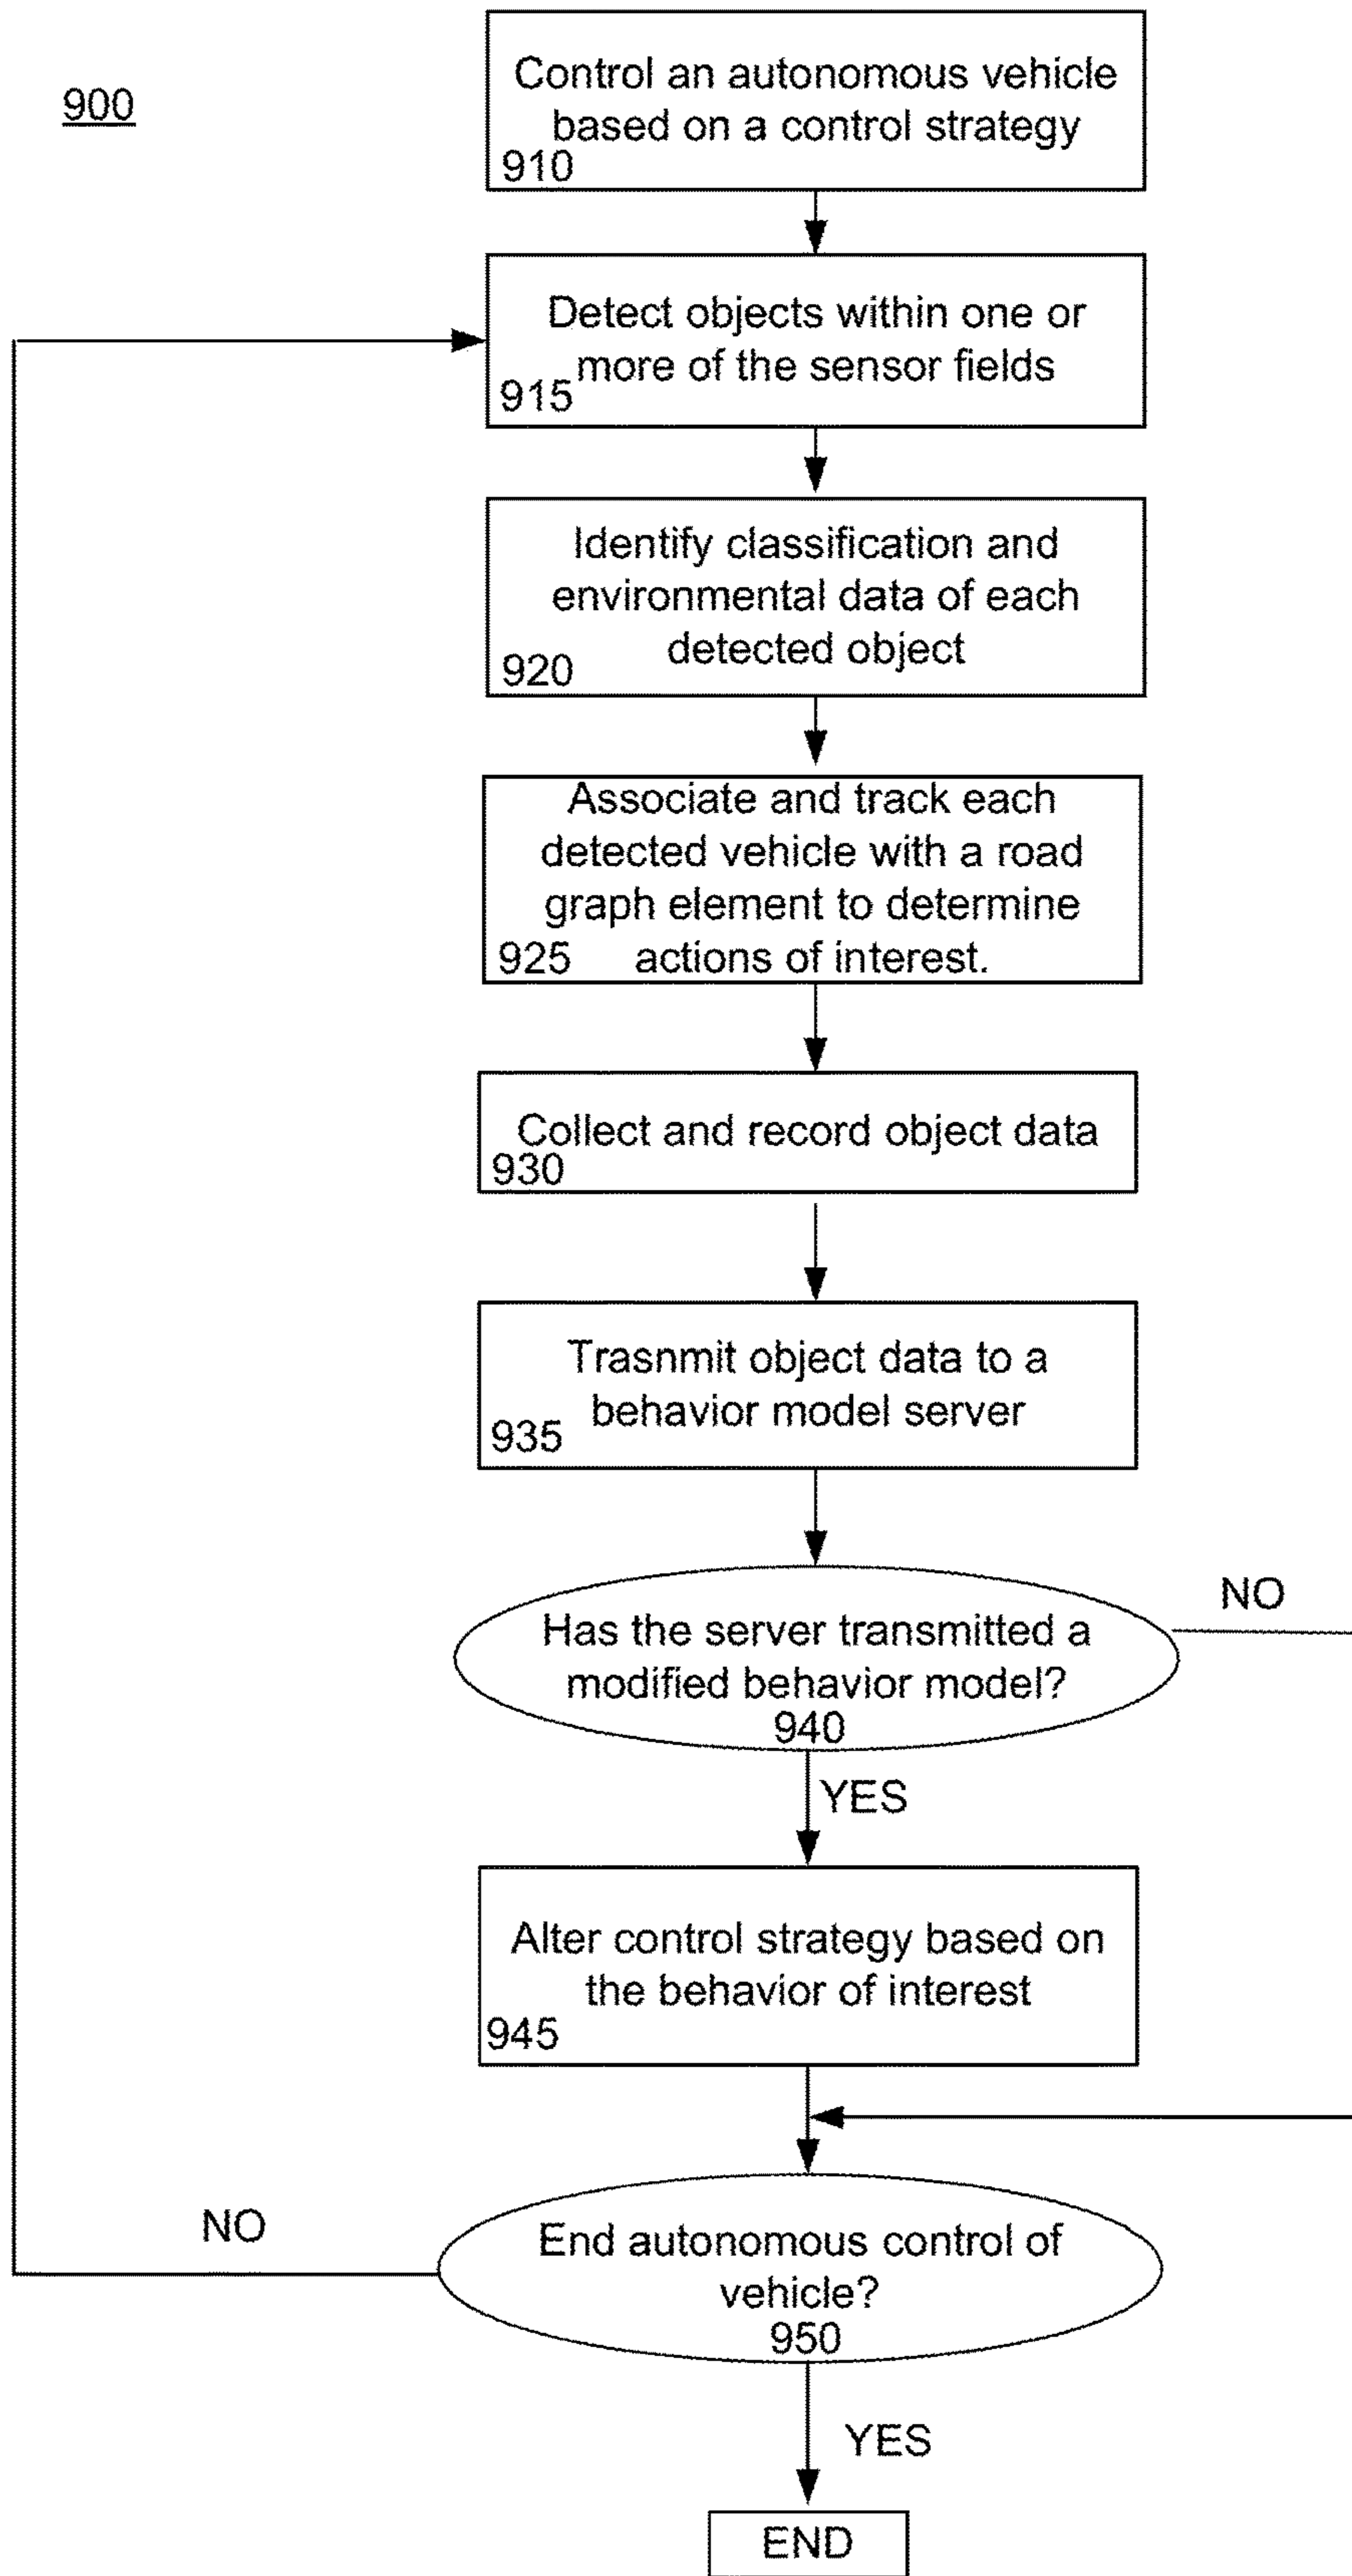 900
Control an autonomous vehicle
based on a control strategy
910
Detect objects within one or
more of the sensor fields
915
Identify classification and
environmental data of each
detected object
920
Associate and track each
detected vehicle with a road
graph element to determine
actions of interest.
925
Collect and record object data
930
Trasnmit object data to a
behavior model server
935
Has the server transmitted a
modified behavior model?
940
NO
YES
Alter control strategy based on
the behavior of interest
945
NO
End autonomous control of
vehicle?
950
YES
END